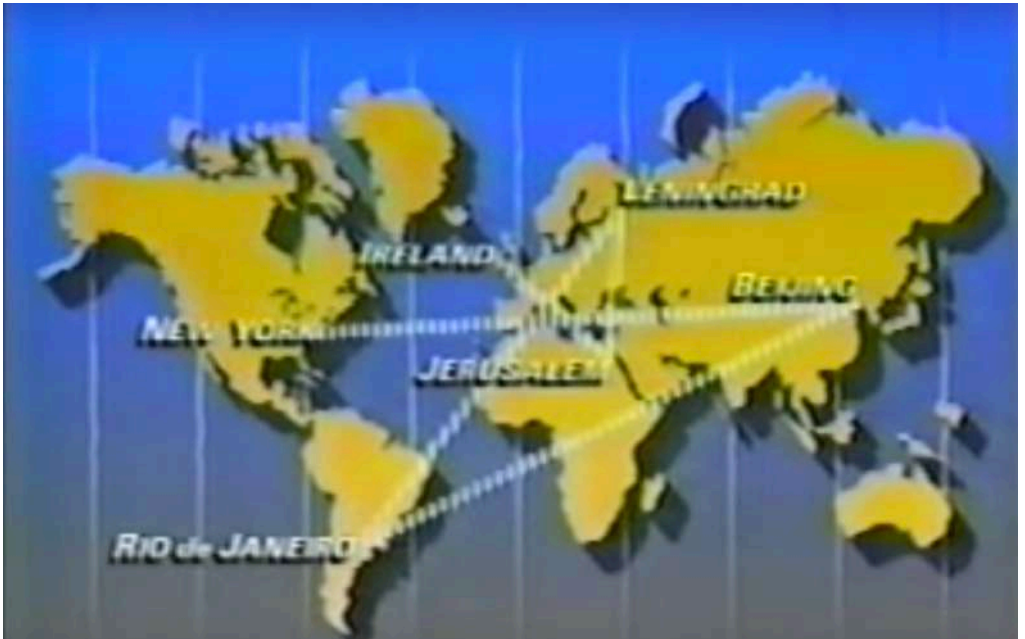 LENINGRAD
IRELAND
BEIJING
NEW YORK
JERUSALEM
RIO de JANEIRO